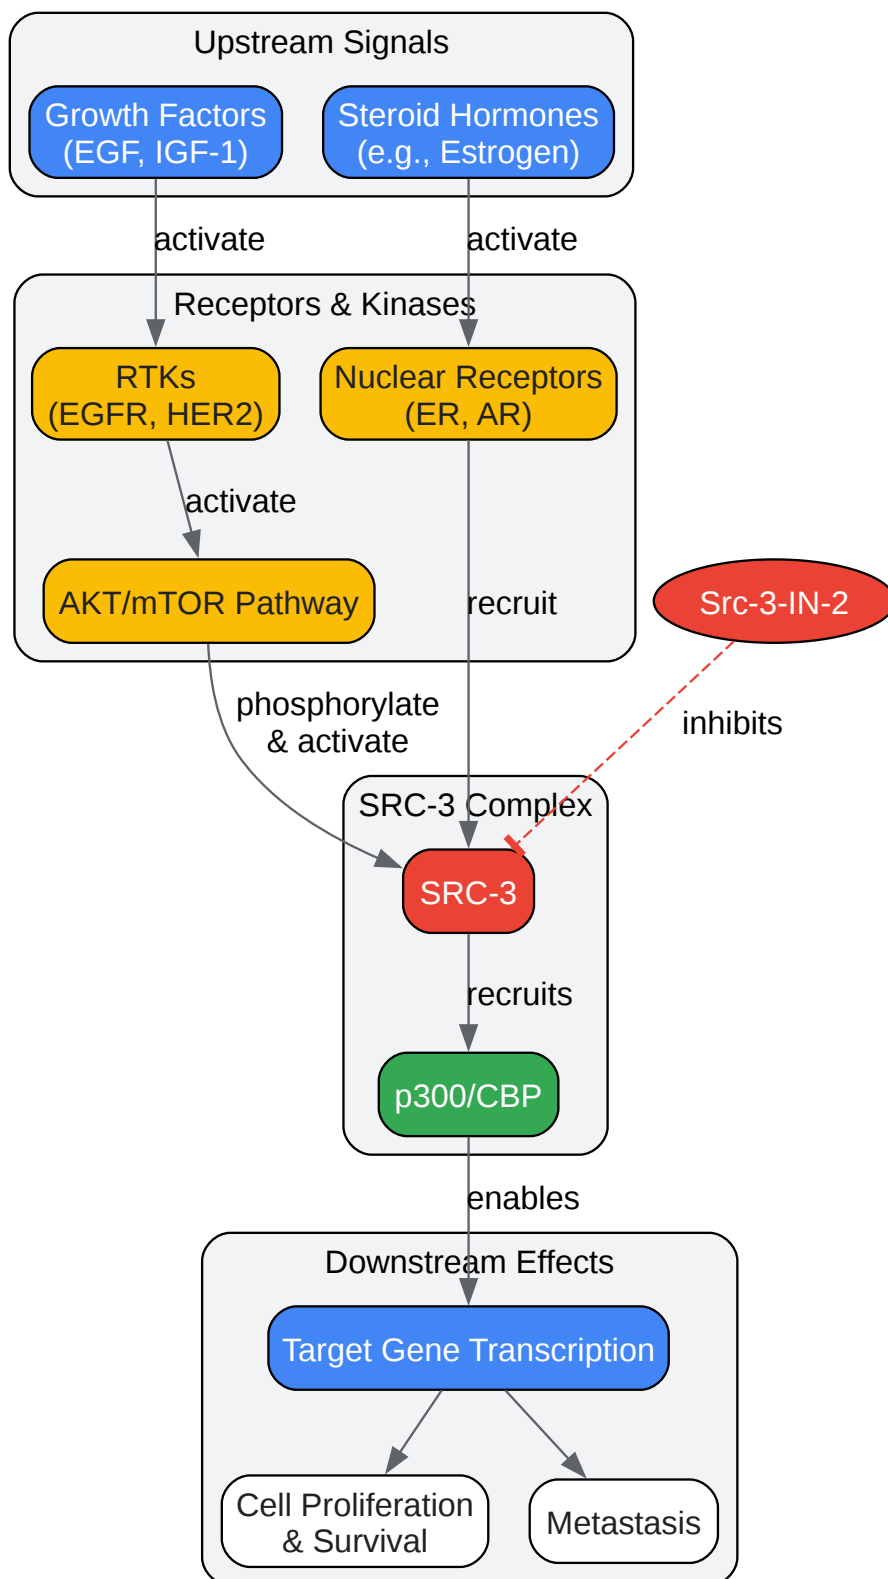 Upstream Signals
Growth Factors
(EGF, IGF-1)
Steroid Hormones
(e.g., Estrogen)
activate
activate
Receptors & Kinases
RTKs
(EGFR, HER2)
Nuclear Receptors
(ER, AR)
activate
AKT/mTOR Pathway
recruit
Src-3-IN-2
phosphorylate
& activate
inhibits
SRC-3 Complex
SRC-3
recruits
p300/CBP
enables
Downstream Effects
Target Gene Transcription
Cell Proliferation
& Survival
Metastasis